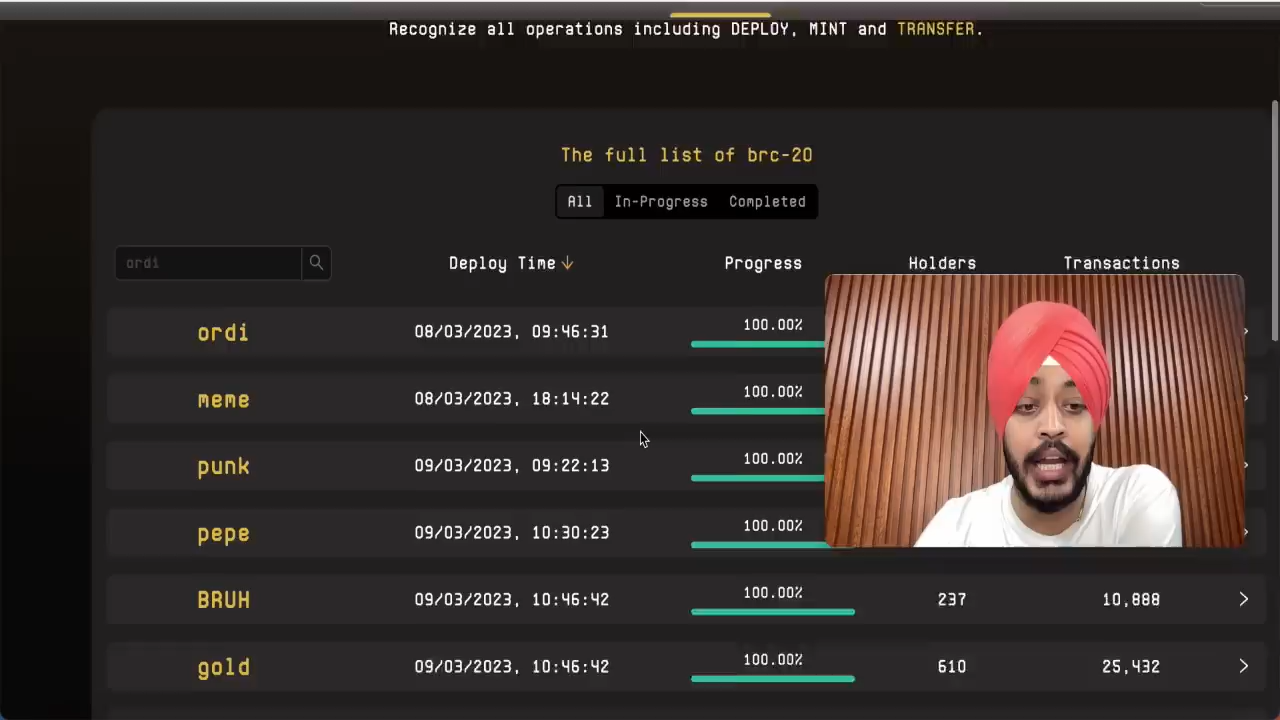 Recognize all operations including DEPLOY, MINT and TRANSFER.
The full list of brc-20
All In-Progress Completed
ordi Deploy Time Progress Holders Transactions
ordi 08/03/2023, 09:46:31 100.00%
meme 08/03/2023, 18:14:22 100.00%
punk 09/03/2023, 09:22:13 100.00%
pepe 09/03/2023, 10:30:23 100.00%
BRUH 09/03/2023, 10:46:42 100.00% 237 10,888
gold 09/03/2023, 10:46:42 100.00% 610 25,432